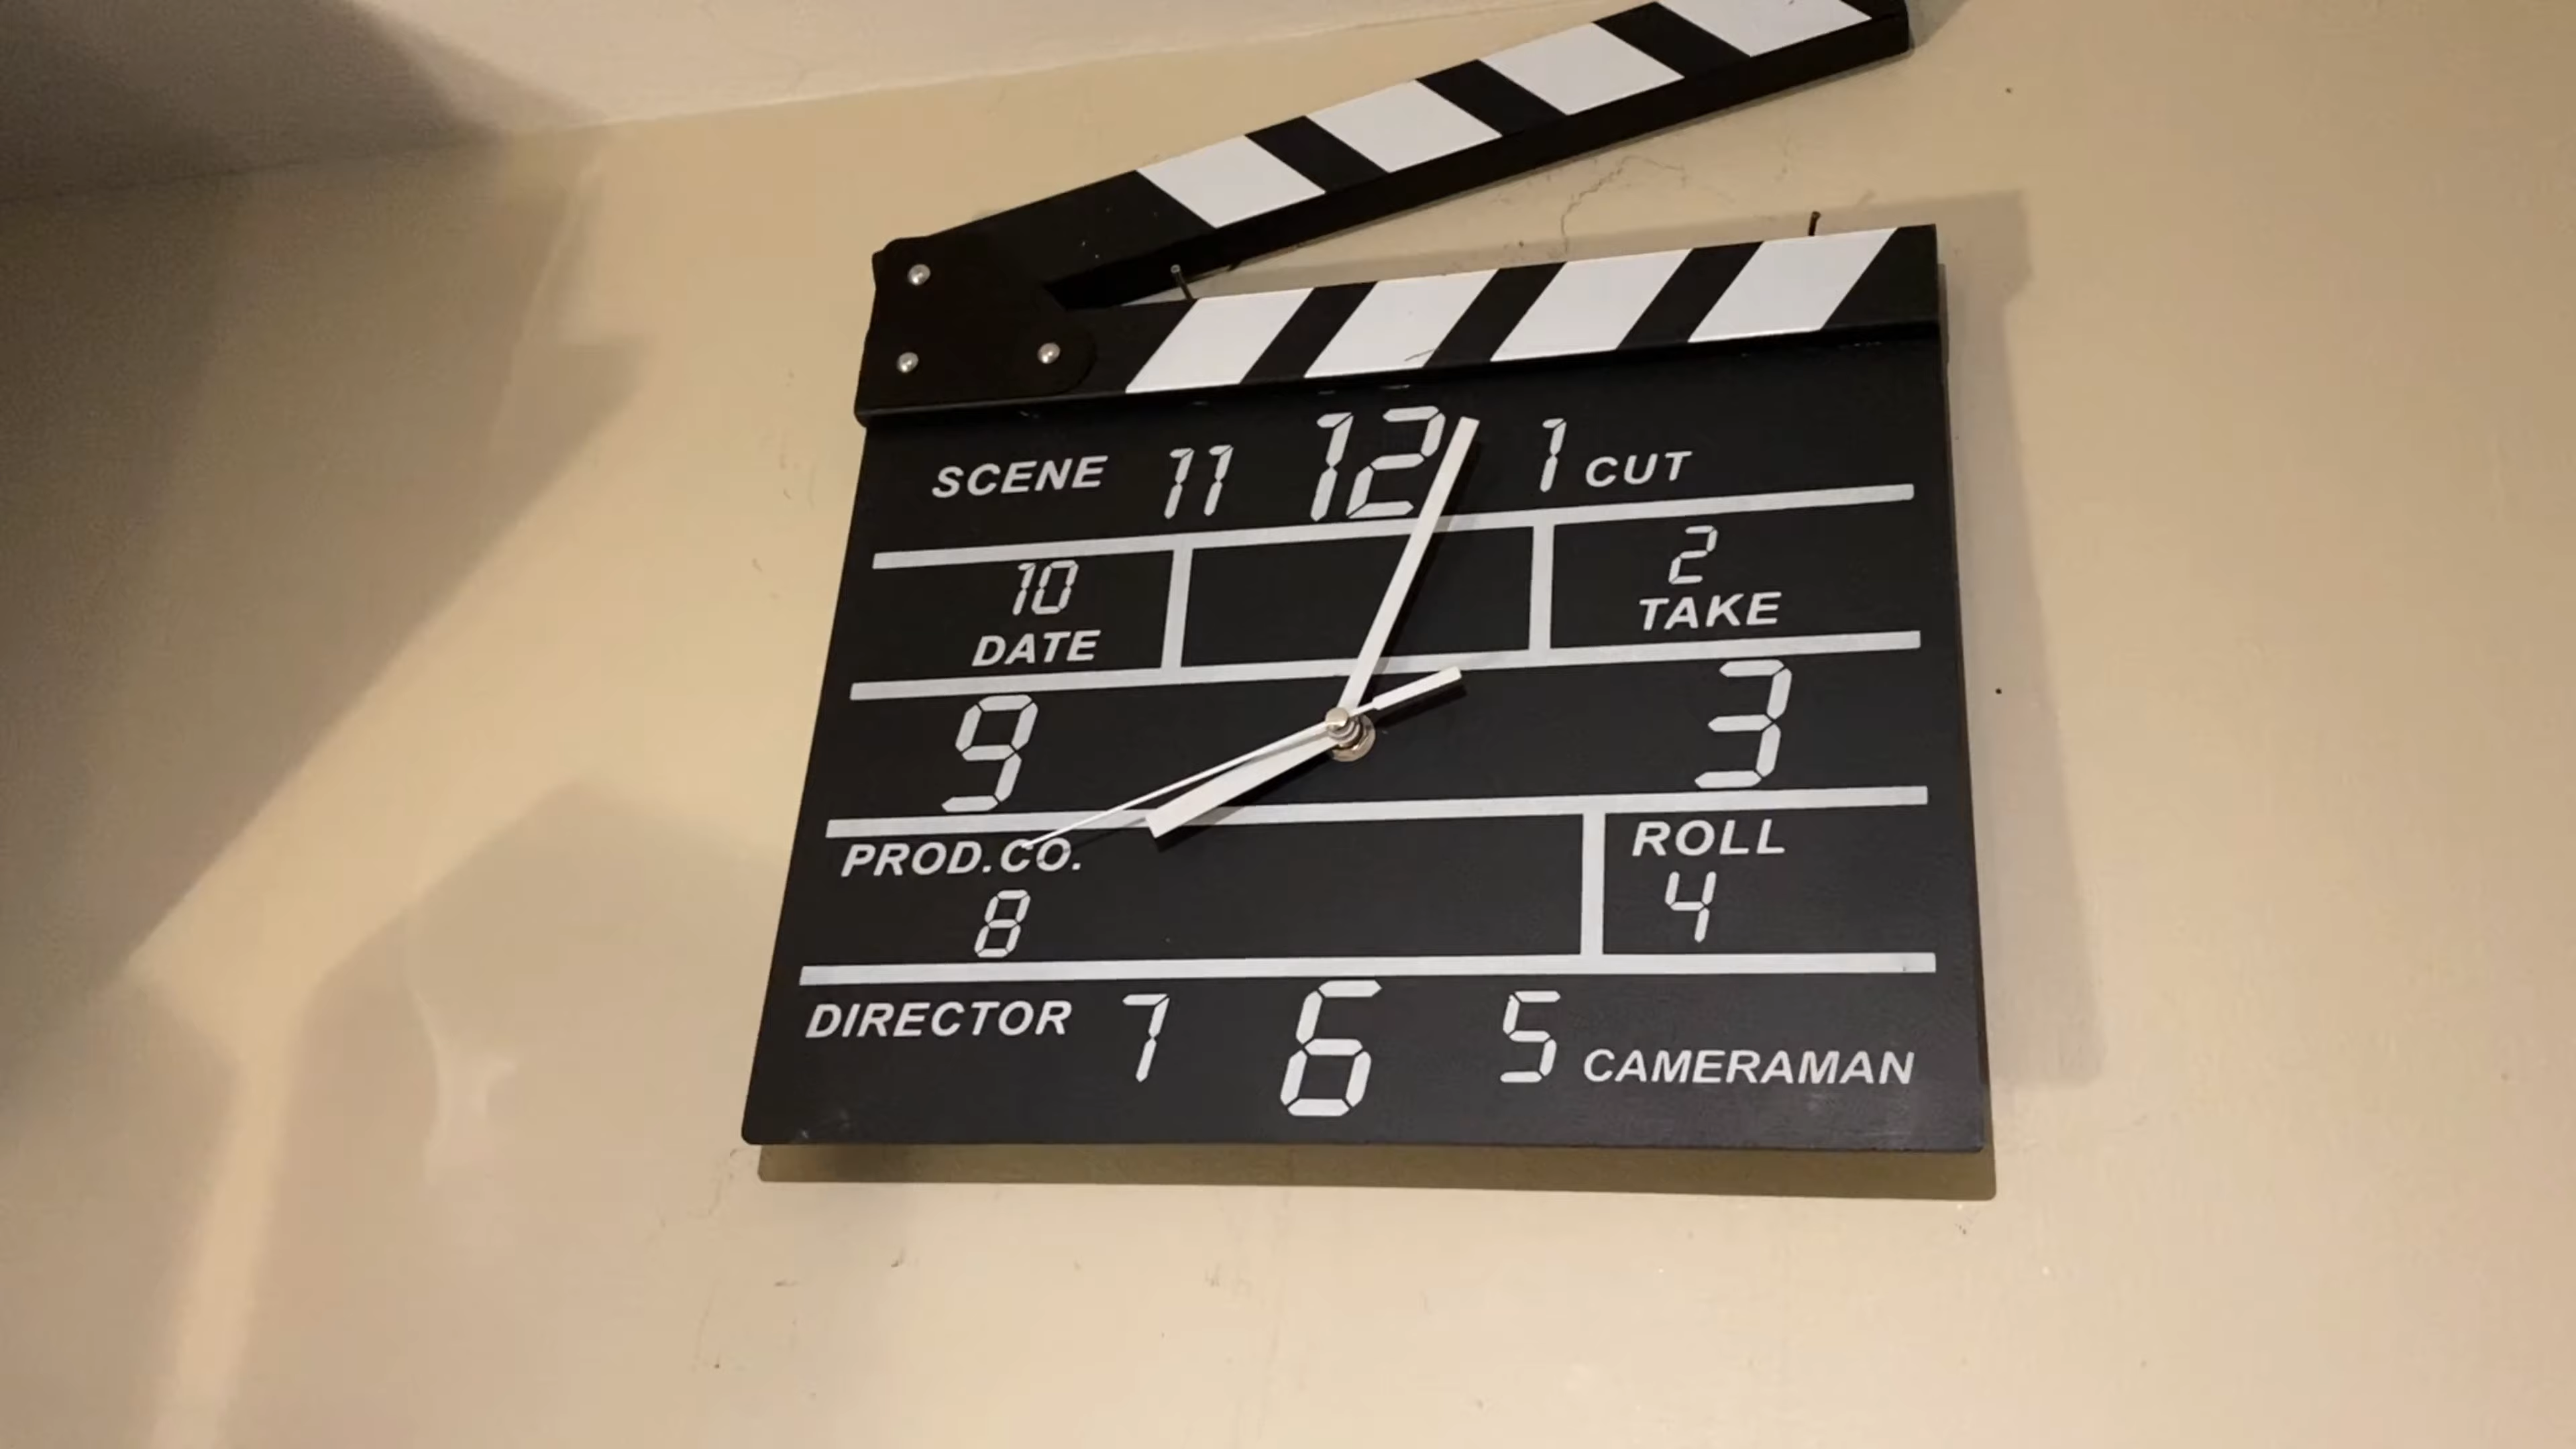 SCENE 11 12 1 CUT
10 2
DATE TAKE
9 3
PROD.CO. ROLL
8 4
DIRECTOR 7 6 5 CAMERAMAN